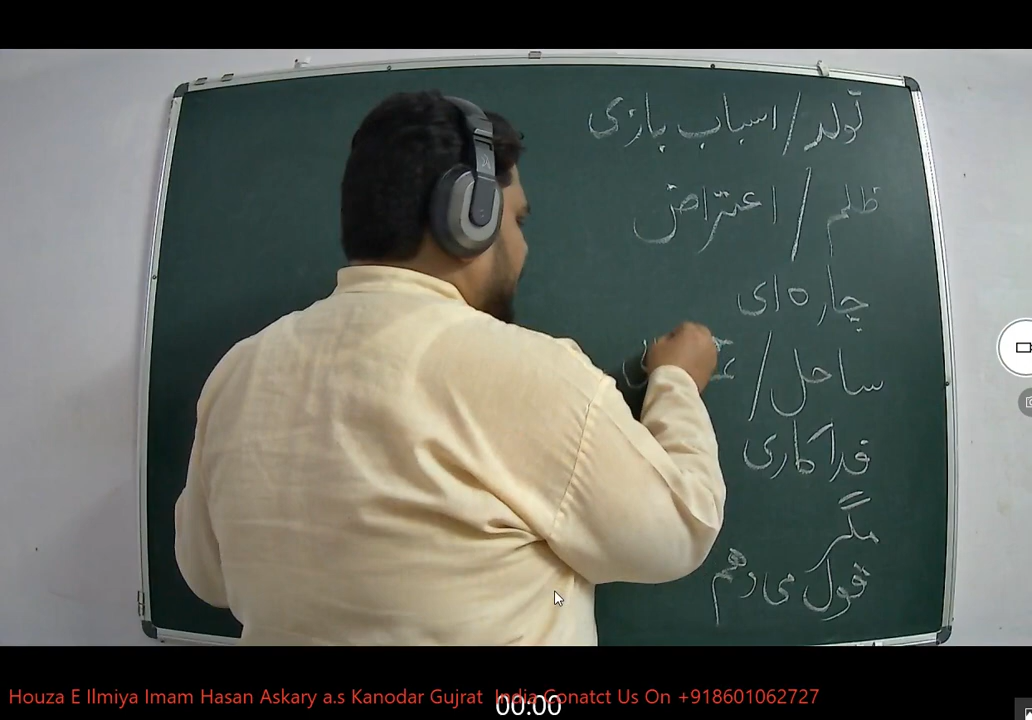 تولد / اسباب بازی
ظلم / اعتراض
چاره ای
ساحل /
فداکاری
مگر
قول می دهم
Houza E Ilmiya Imam Hasan Askary a.s Kanodar Gujrat India Conatct Us On +918601062727
00:00